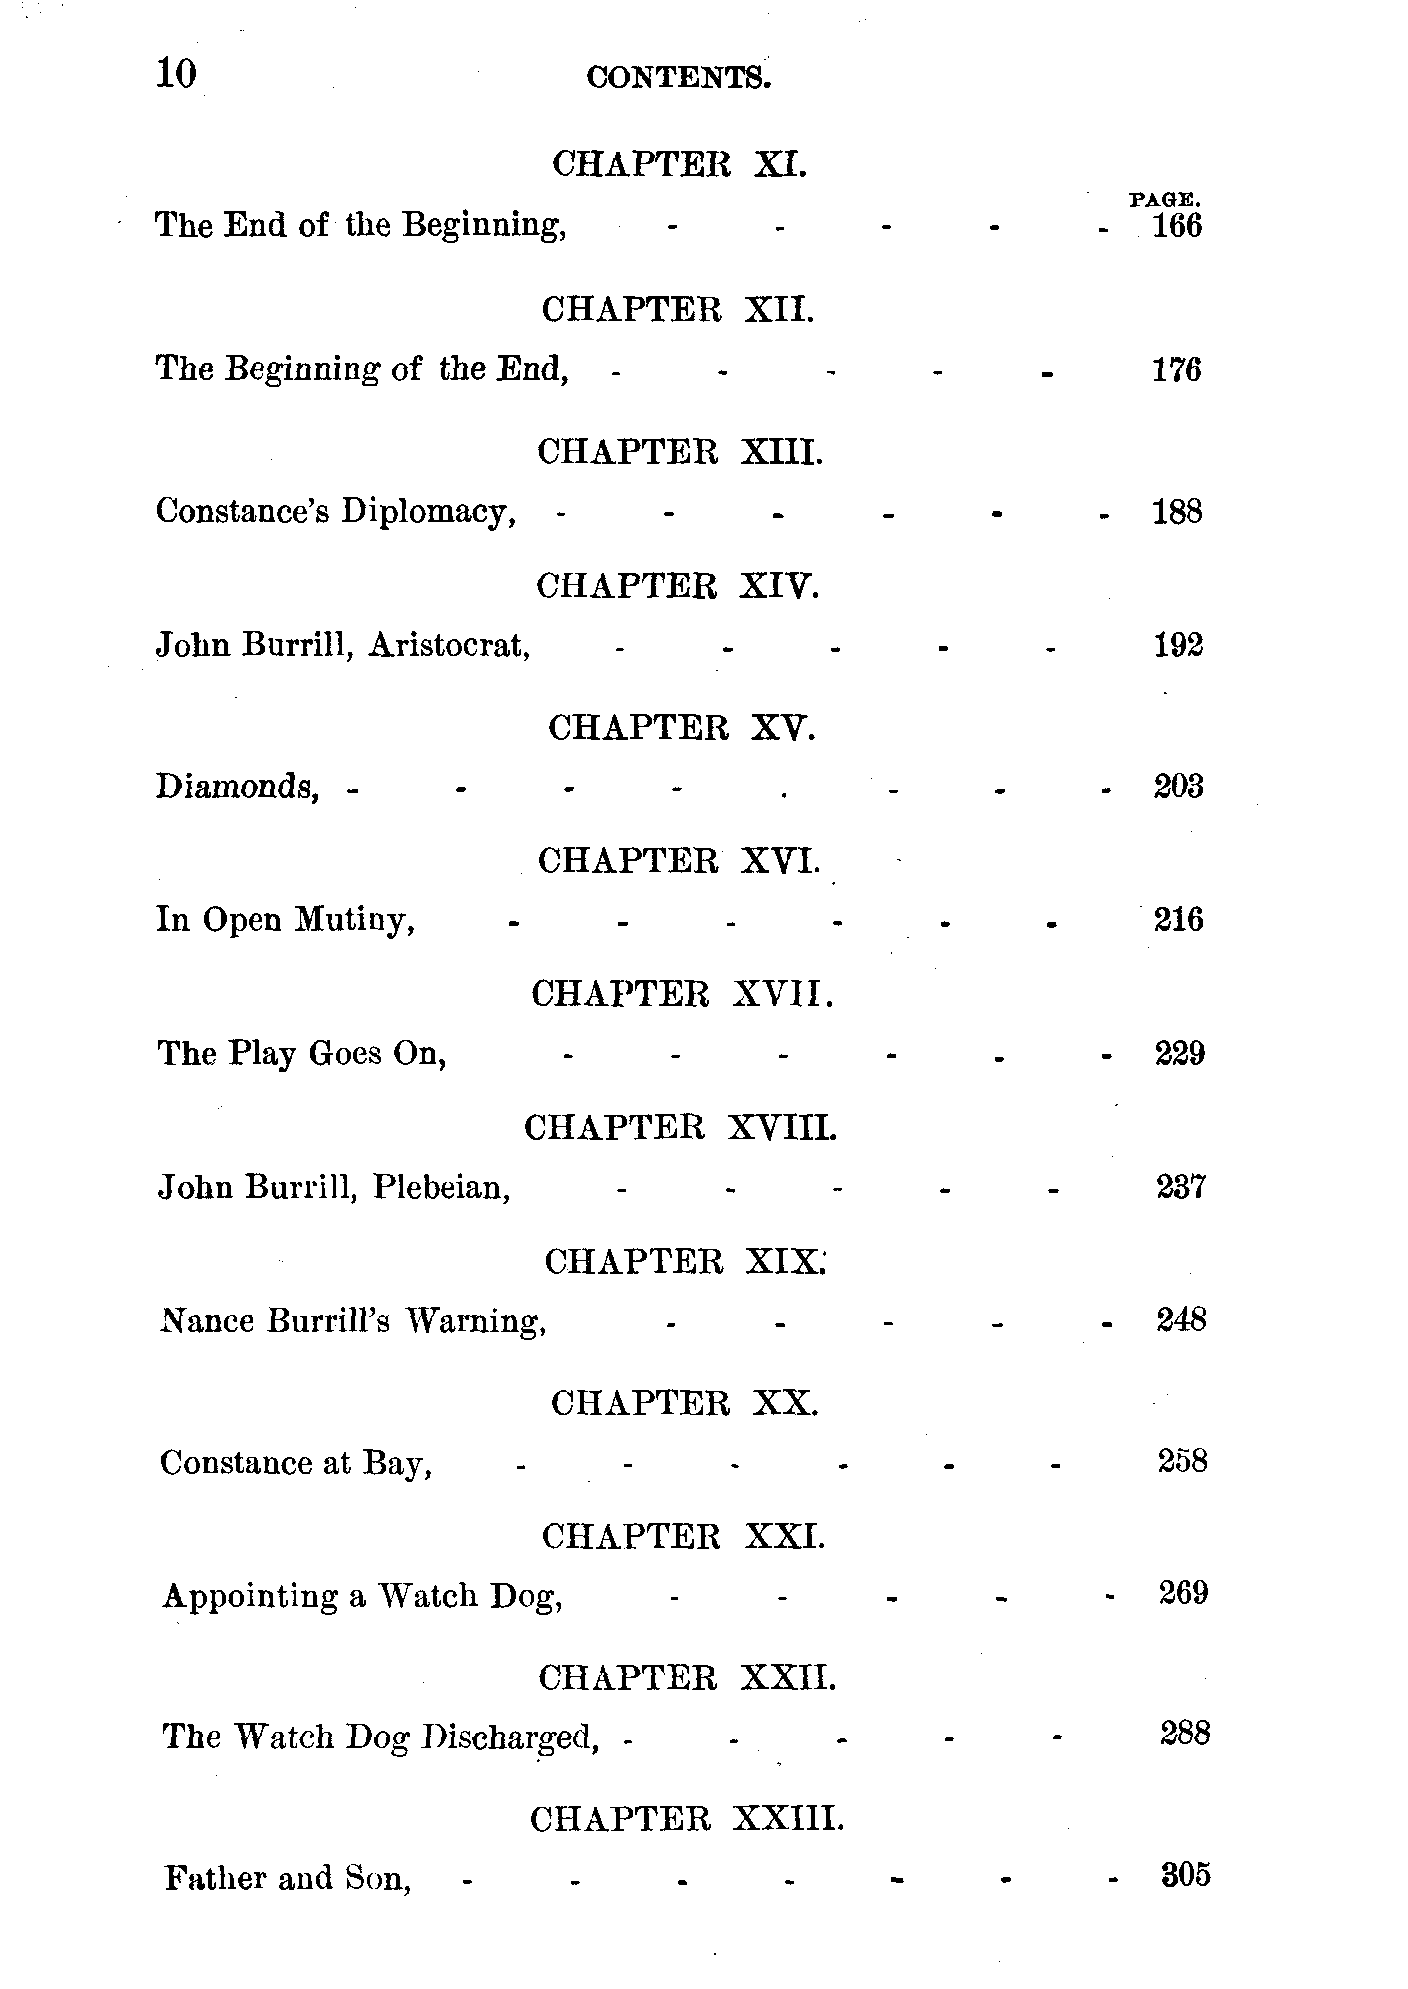 10 CONTENTS.
CHAPTER XI.
PAGE.
The End of the Beginning, - - - - - 166
CHAPTER XII.
The Beginning of the End, - - - - - 176
CHAPTER XIII.
Constance's Diplomacy, - - - - - - 188
CHAPTER XIV.
John Burrill, Aristocrat, - - - - - 192
CHAPTER XV.
Diamonds, - - - - - - - - 203
CHAPTER XVI.
In Open Mutiny, - - - - - - 216
CHAPTER XVII.
The Play Goes On, - - - - - - 229
CHAPTER XVIII.
John Burrill, Plebeian, - - - - - 237
CHAPTER XIX.
Nance Burrill's Warning, - - - - - 248
CHAPTER XX.
Constance at Bay, - - - - - - 258
CHAPTER XXI.
Appointing a Watch Dog, - - - - - 269
CHAPTER XXII.
The Watch Dog Discharged, - - - - - 288
CHAPTER XXIII.
Father and Son, - - - - - - - 305